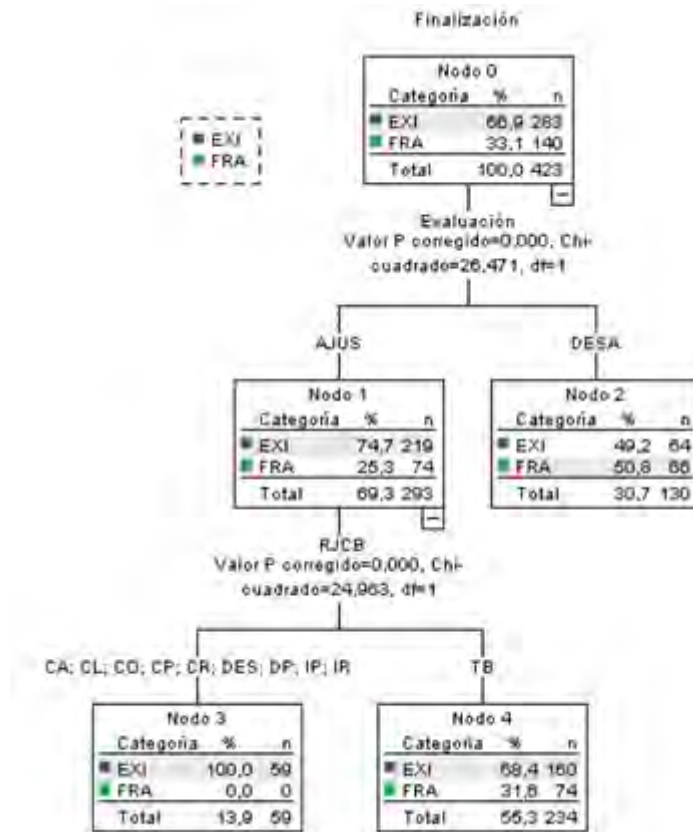 Finalización
Nodo 0
Categoría % n
EXI 66,9 283
FRA 33,1 140
Total 100,0 423
EXI
FRA
Evaluación
Valor P corregido=0,000, Chi-
cuadrado=26,471, df=1
AJUS
DESA
Nodo 1
Categoría % n
EXI 74,7 219
FRA 25,3 74
Total 69,3 293
Nodo 2
Categoría % n
EXI 49,2 64
FRA 50,8 66
Total 30,7 130
RJCB
Valor P corregido=0,000, Chi-
cuadrado=24,963, df=1
CA; CL; CO; CP; CR; DES; DP; IP; IR
TB
Nodo 3
Categoría % n
EXI 100,0 59
FRA 0,0 0
Total 13,9 59
Nodo 4
Categoría % n
EXI 68,4 160
FRA 31,6 74
Total 55,3 234